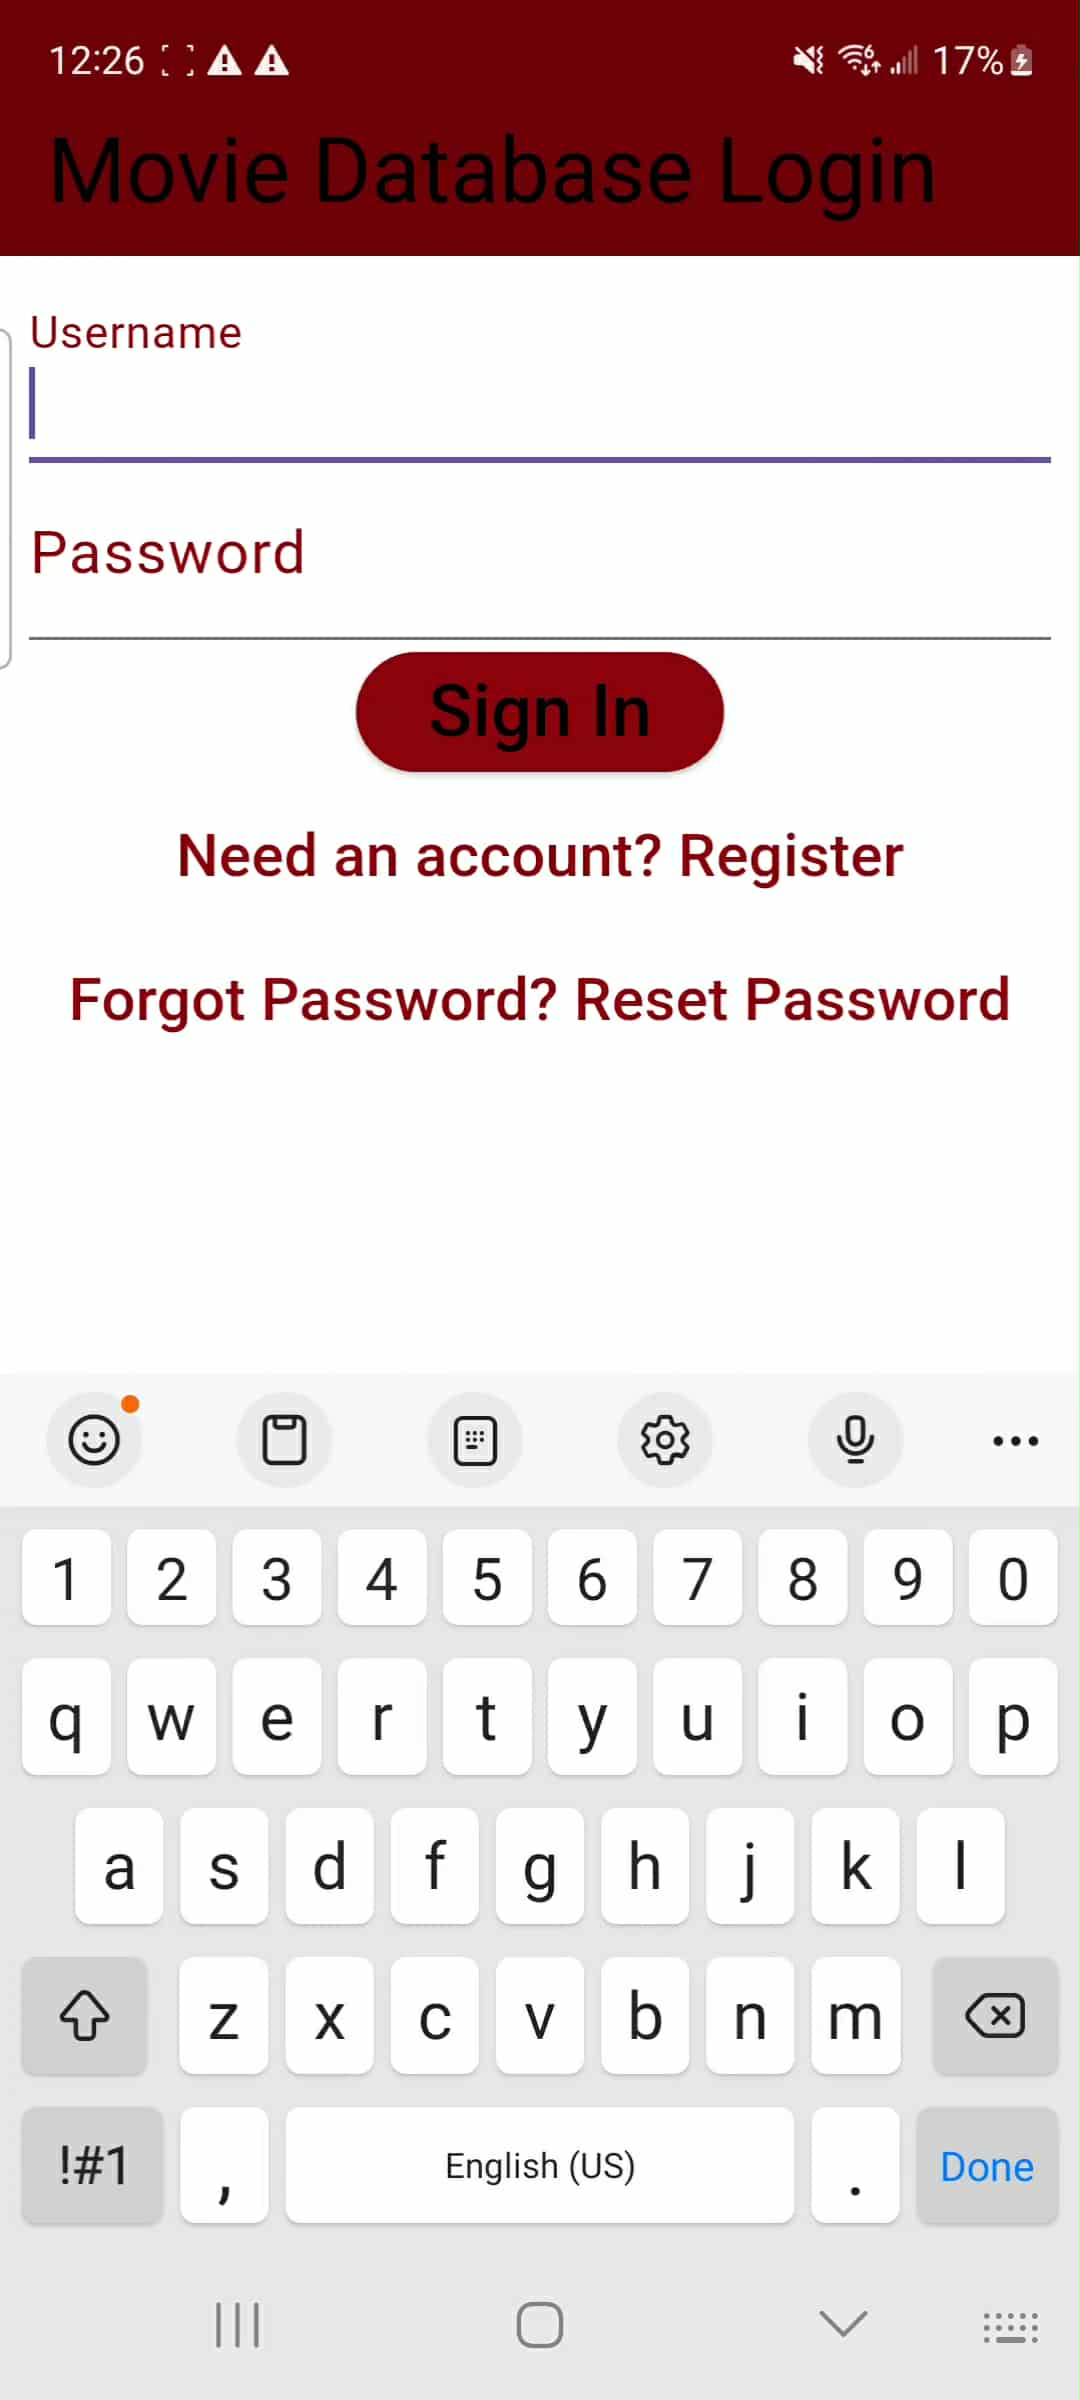 12:26 17%
Movie Database Login
Username
Password
Sign In
Need an account? Register
Forgot Password? Reset Password
1 2 3 4 5 6 7 8 9 0
q w e r t y u i o p
a s d f g h j k l
z x c v b n m
!#1 , English (US) . Done